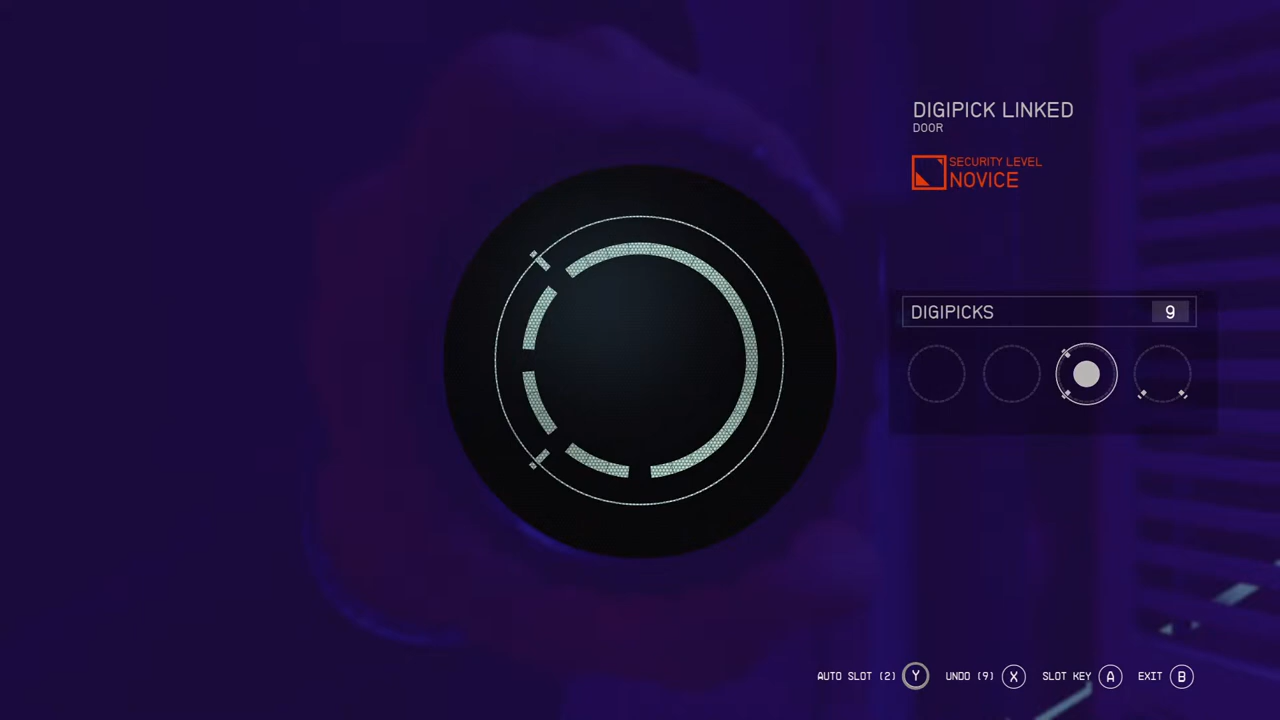 DIGIPICK LINKED
DOOR
SECURITY LEVEL
NOVICE
DIGIPICKS 9
AUTO SLOT (2) Y UNDO (9) X SLOT KEY A EXIT B